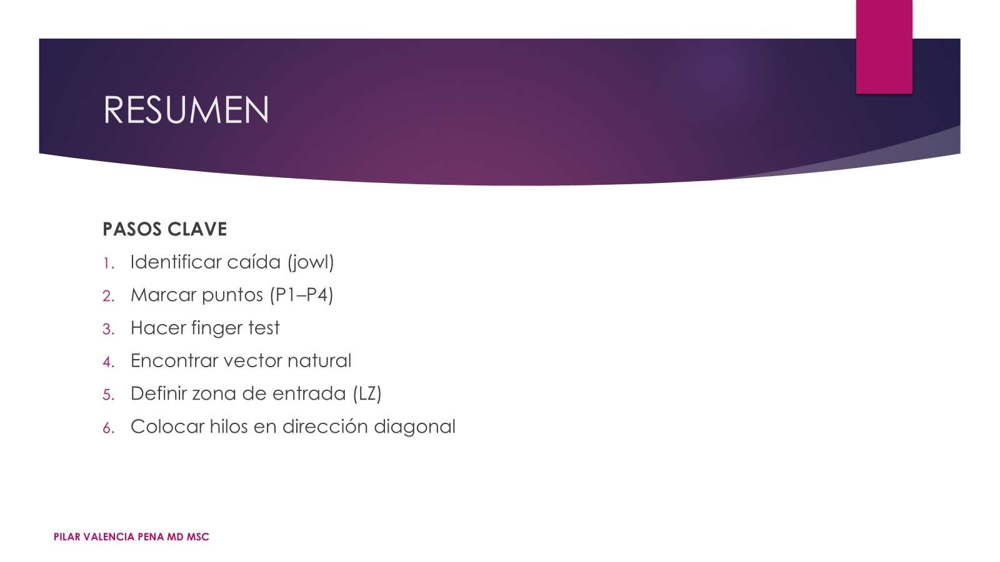 RESUMEN
PASOS CLAVE
1. Identificar caída (jowl)
2. Marcar puntos (P1–P4)
3. Hacer finger test
4. Encontrar vector natural
5. Definir zona de entrada (LZ)
6. Colocar hilos en dirección diagonal
PILAR VALENCIA PENA MD MSC